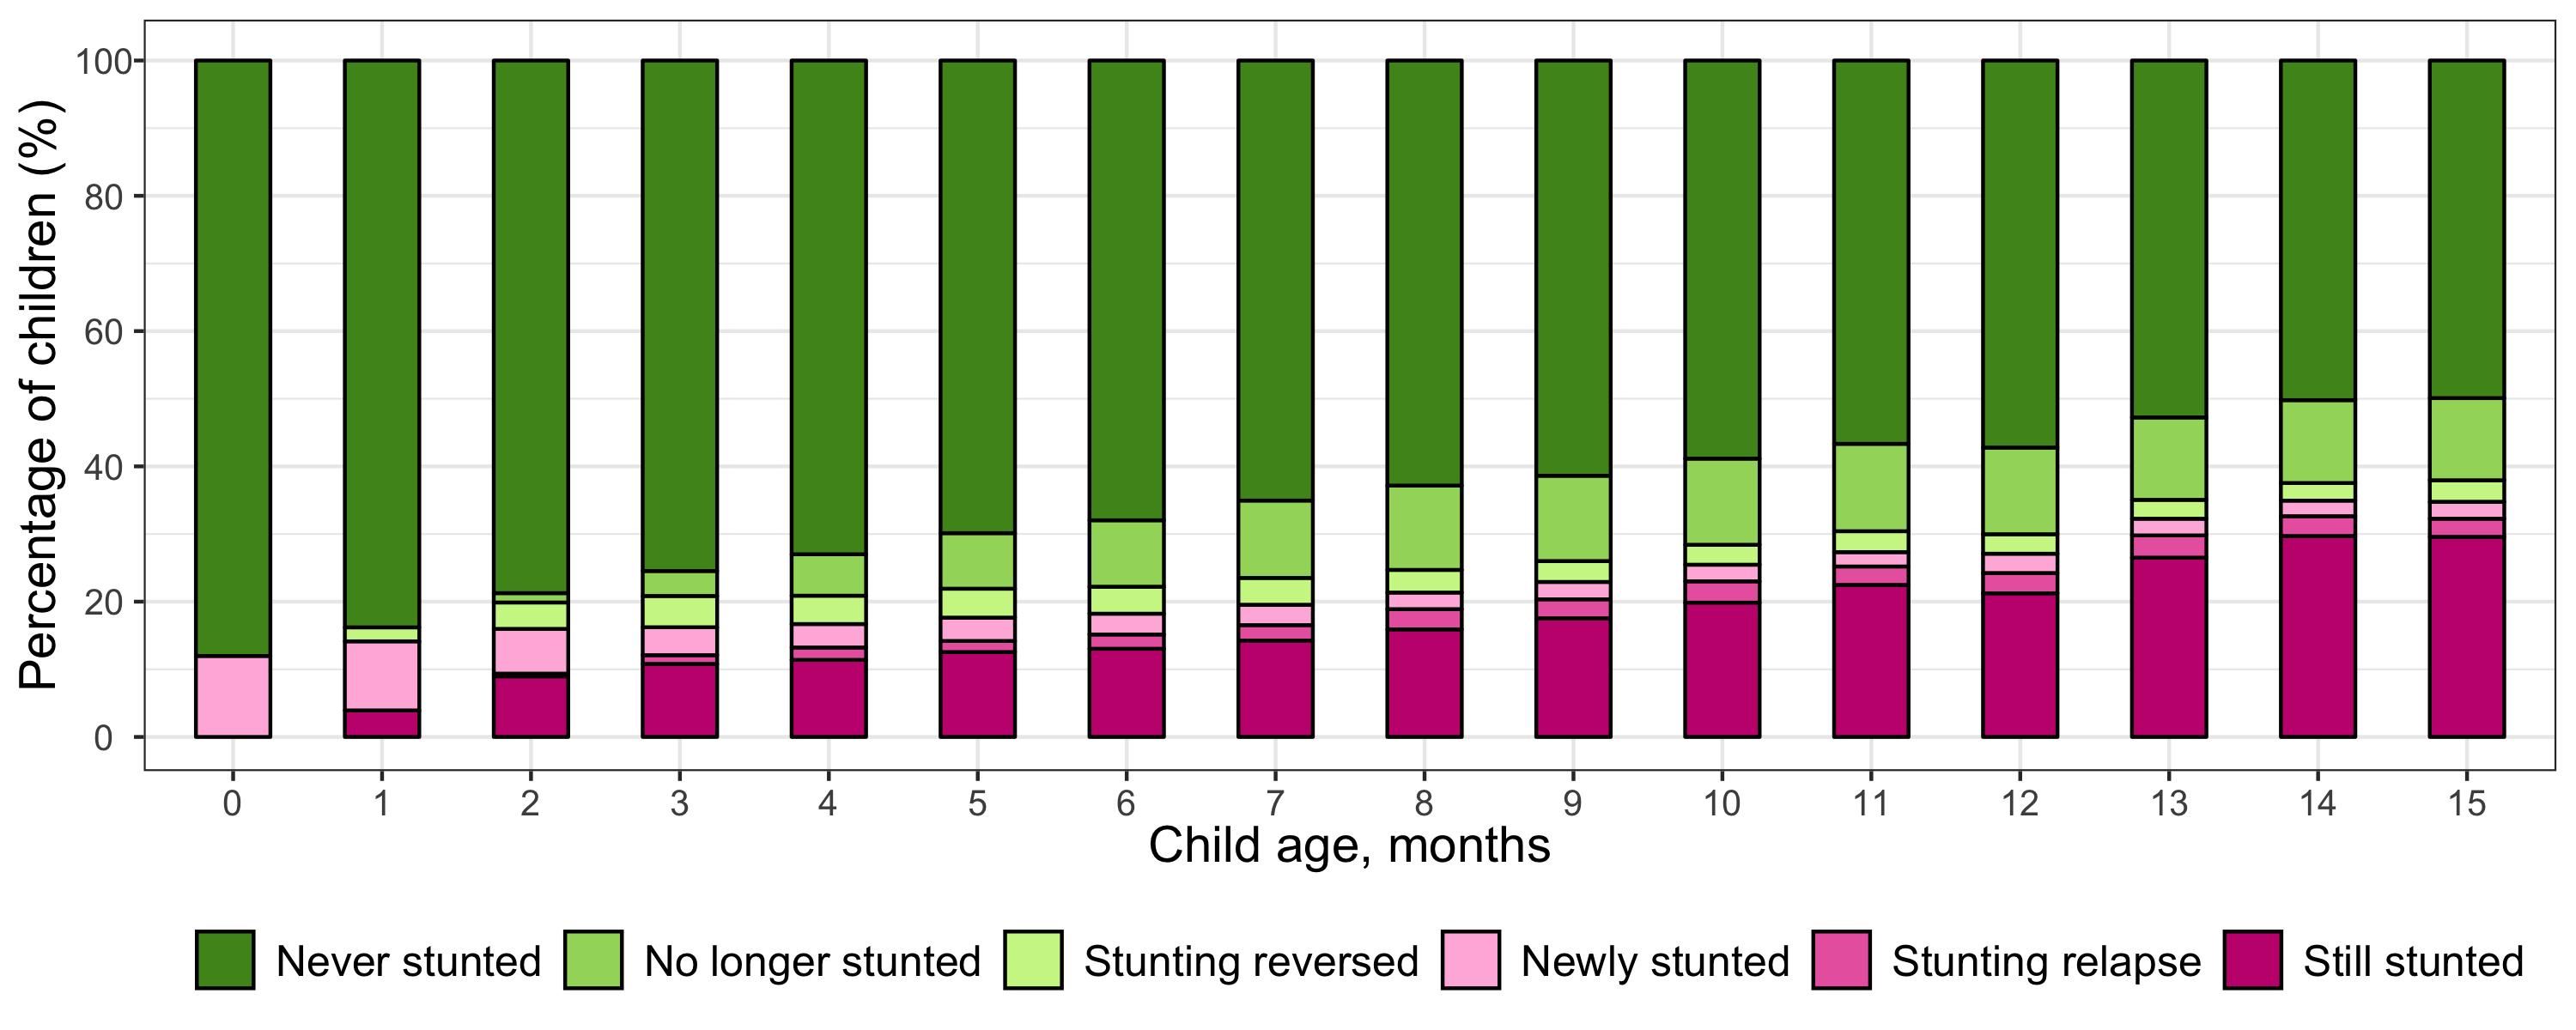 Percentage of children (%)
100
80
60
40
20
0
0 1 2 3 4 5 6 7 8 9 10 11 12 13 14 15
Child age, months
Never stunted No longer stunted Stunting reversed Newly stunted Stunting relapse Still stunted